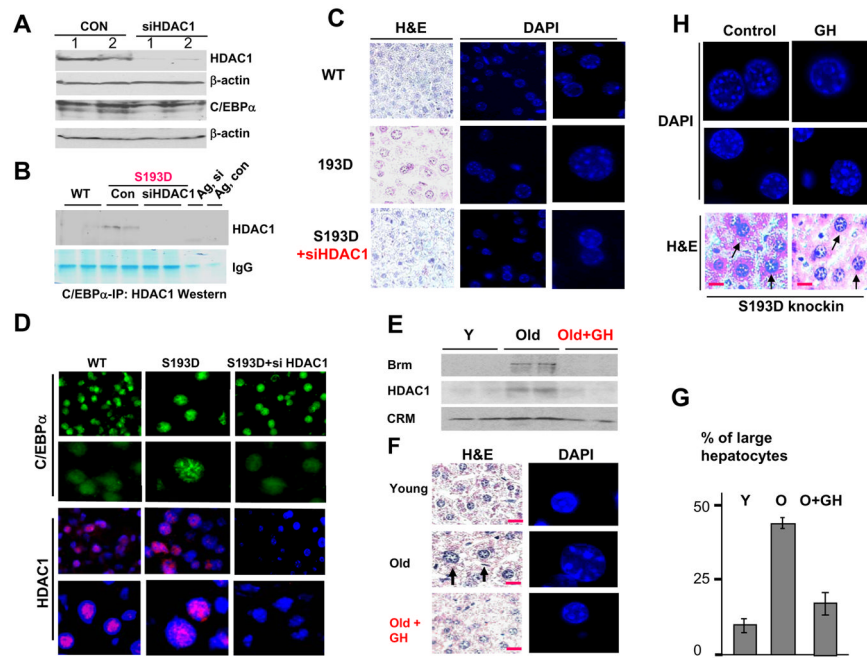 A
CON siHDAC1
1 2 1 2
HDAC1
β-actin
C/EBPα
β-actin
B
S193D
WT Con siHDAC1 Ag, si Ag, con
HDAC1
IgG
C/EBPα-IP: HDAC1 Western
C
H&E DAPI
WT
193D
S193D
+siHDAC1
D
WT S193D S193D+si HDAC1
C/EBPα
HDAC1
E
Y Old Old+GH
Brm
HDAC1
CRM
F
H&E DAPI
Young
Old
Old +
GH
G
% of large
hepatocytes
50
Y O O+GH
25
0
H
Control GH
DAPI
H&E
S193D knockin